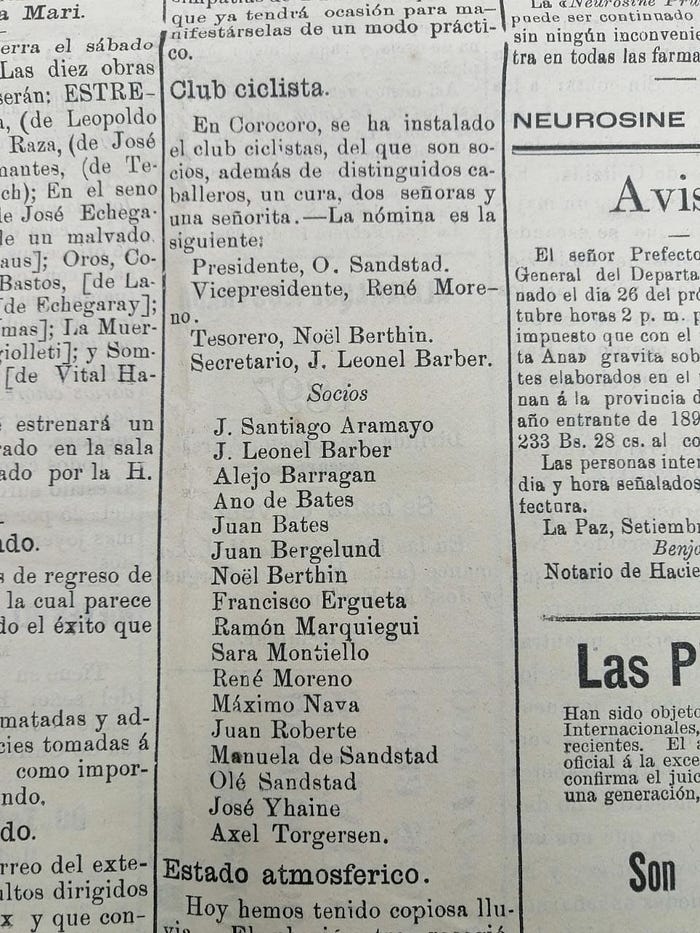 a Mari.
erra el sábado
Las diez obras
serán: ESTRE-
a, (de Leopoldo
Raza, (de José
mantes, (de Te-
ch); En el seno
de José Echega-
de un malvado
aus]; Oros, Co-
Bastos, [de La-
[de Echegaray];
mas]; La Muer-
giolleti]; y Som-
[de Vital Ha-
e estrenará un
rado en la sala
ado por la H.
ado.
s de regreso de
la cual parece
do el éxito que
matadas y ad-
cies tomadas á
como impor-
ndo,
do.
rreo del exte-
ultos dirigidos
x y que con-
que ya tendrá ocasión para ma-
nifestárselas de un modo prácti-
co.
Club ciclista.
En Corocoro, se ha instalado
el club ciclistas, del que son so-
cios, además de distinguidos ca-
balleros, un cura, dos señoras y
una señorita.—La nómina es la
siguiente:
Presidente, O. Sandstad.
Vicepresidente, René More-
no.
Tesorero, Noël Berthin.
Secretario, J. Leonel Barber.
Socios
J. Santiago Aramayo
J. Leonel Barber
Alejo Barragan
Ano de Bates
Juan Bates
Juan Bergelund
Noël Berthin
Francisco Ergueta
Ramón Marquiegui
Sara Montiello
René Moreno
Máximo Nava
Juan Roberte
Manuela de Sandstad
Olé Sandstad
José Yhaine
Axel Torgersen.
Estado atmosferico.
Hoy hemos tenido copiosa llu-
puede ser continuado
sin ningún inconvenie
tra en todas las farma
NEUROSINE
Avis
El señor Prefecto
General del Departa
nado el dia 26 del pró
tubre horas 2 p. m. p
impuesto que con el
ta Anad gravita sob
tes elaborados en el
nan á la provincia d
año entrante de 189
233 Bs. 28 cs. al co
Las personas inter
dia y hora señalados
fectura.
La Paz, Setiembr
Benjo
Notario de Hacie
Las P
Han sido objeto
Internacionales,
recientes. El
oficial á la exce
confirma el juic
una generación,
Son